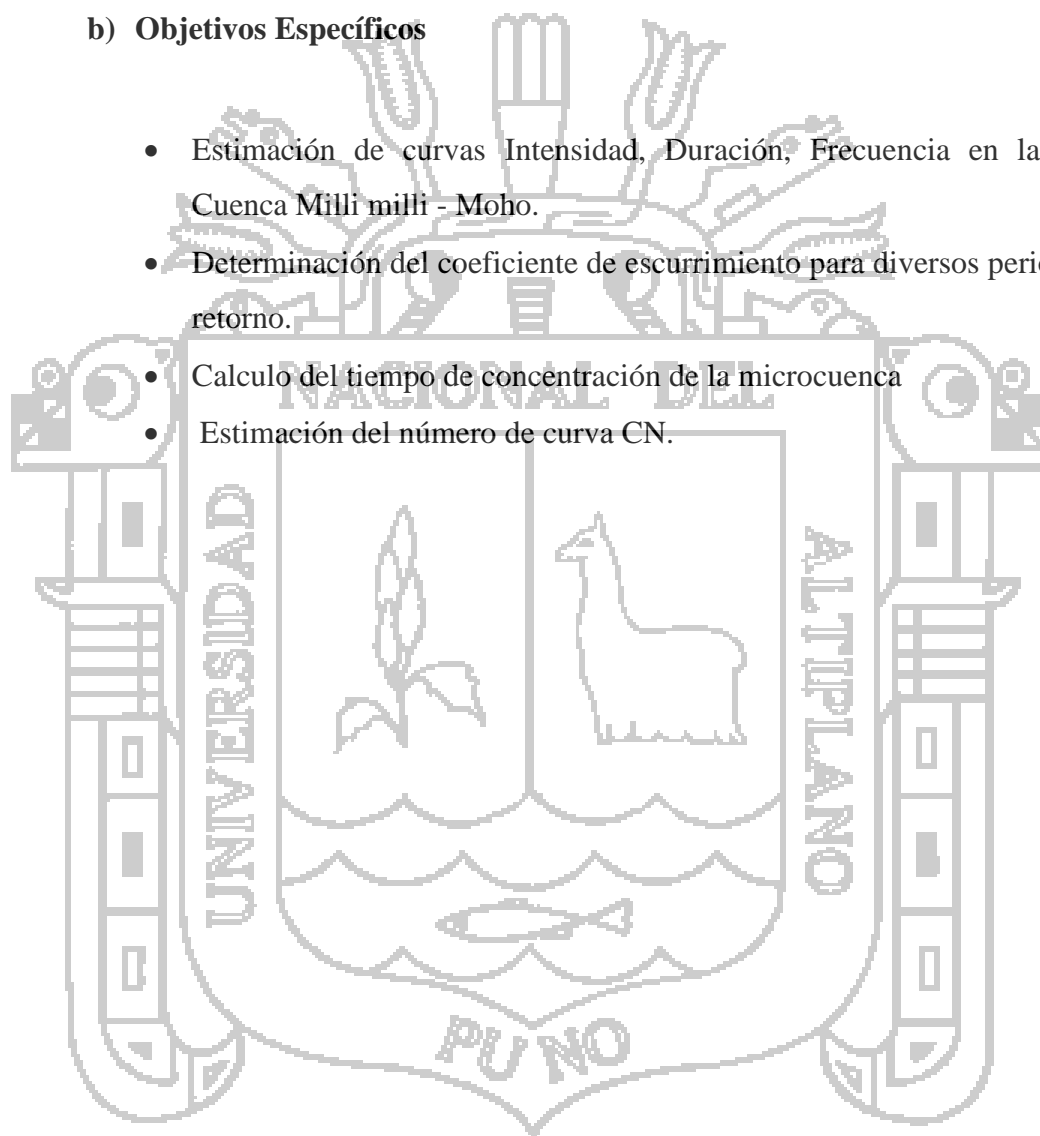 b) Objetivos Específicos
• Estimación de curvas Intensidad, Duración, Frecuencia en la
Cuenca Milli milli - Moho.
• Determinación del coeficiente de escurrimiento para diversos
retorno.
• Calculo del tiempo de concentración de la microcuenca
• Estimación del número de curva CN.
NACIONAL DEL
UNIVERSIDAD
ALTIPLANO
PUNO